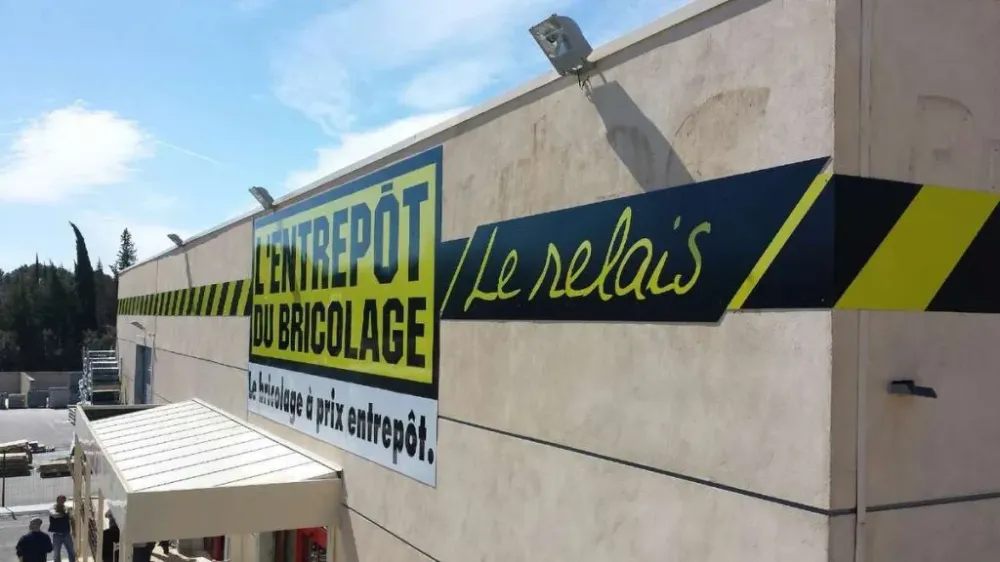 L'ENTREPÔT
DU BRICOLAGE
Le bricolage à prix entrepôt.
Le relais